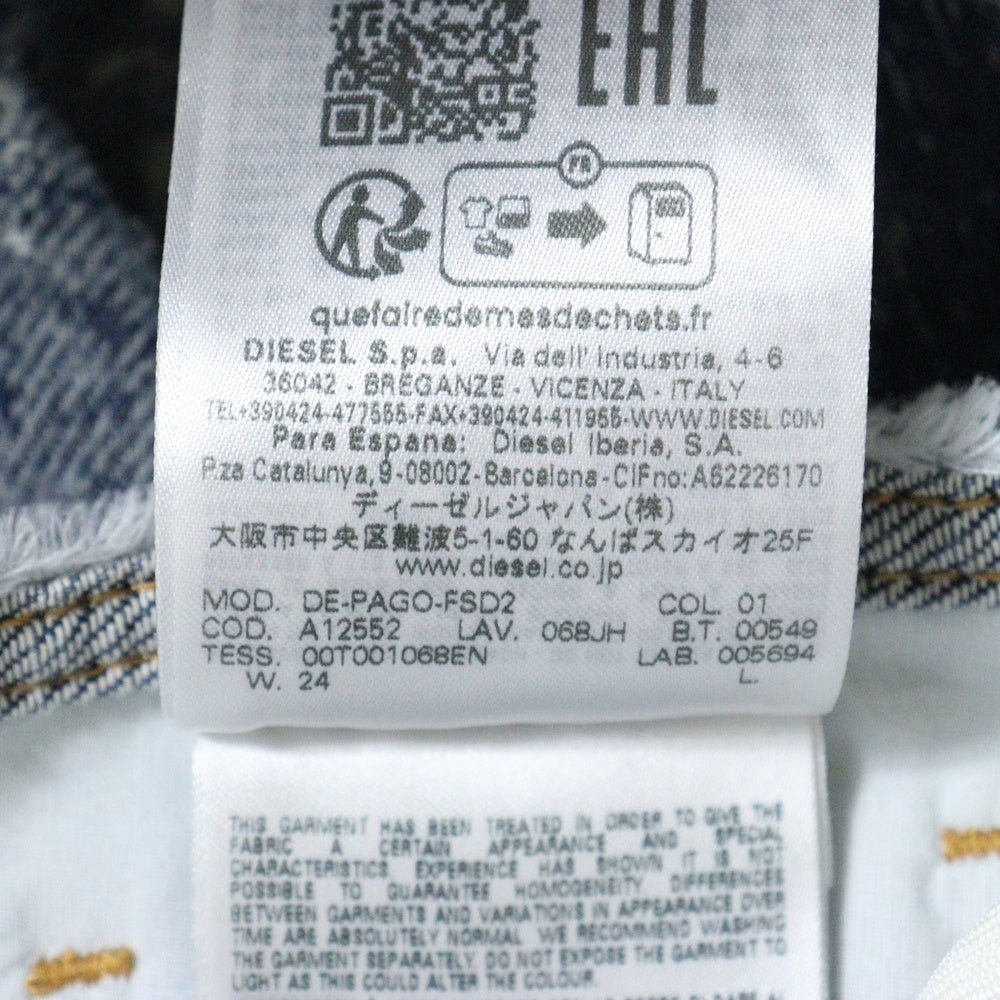 EAC
FR
quefairedemesdechets.fr
DIESEL S.p.a. Via dell' Industria, 4-6
36042 - BREGANZE - VICENZA - ITALY
TEL+390424-477555-FAX+390424-411955-WWW.DIESEL.COM
Para Espana: Diesel Iberia, S.A.
P.za Catalunya,9-08002-Barcelona-CIFno:A62226170
ディーゼルジャパン(株)
大阪市中央区難波5-1-60 なんばスカイオ25F
www.diesel.co.jp
MOD. DE-PAGO-FSD2 COL. 01
COD. A12552 LAV. 068JH B.T. 00549
TESS. 00T001068EN LAB. 005694
W. 24 L.
THIS GARMENT HAS BEEN TREATED IN ORDER TO GIVE THE
FABRIC A CERTAIN APPEARANCE AND SPECIAL
CHARACTERISTICS. EXPERIENCE HAS SHOWN IT IS NOT
POSSIBLE TO GUARANTEE HOMOGENEITY DIFFERENCES
BETWEEN GARMENTS AND VARIATIONS IN APPEARANCE OVER
TIME ARE ABSOLUTELY NORMAL. WE RECOMMEND WASHING
THE GARMENT SEPARATELY. DO NOT EXPOSE THE GARMENT TO
LIGHT AS THIS COULD ALTER THE COLOUR.